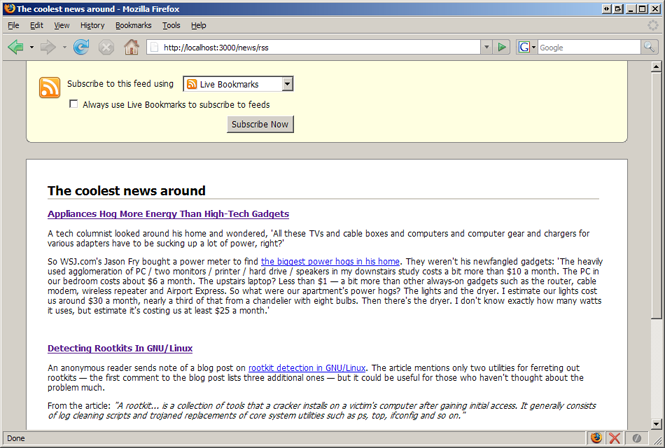 The coolest news around - Mozilla Firefox
File Edit View History Bookmarks Tools Help
http://localhost:3000/news/rss
G Google
Subscribe to this feed using Live Bookmarks
Always use Live Bookmarks to subscribe to feeds
Subscribe Now
The coolest news around
Appliances Hog More Energy Than High-Tech Gadgets
A tech columnist looked around his home and wondered, 'All these TVs and cable boxes and computers and computer gear and chargers for
various adapters have to be sucking up a lot of power, right?'
So WSJ.com's Jason Fry bought a power meter to find the biggest power hogs in his home. They weren't his newfangled gadgets: 'The heavily
used agglomeration of PC / two monitors / printer / hard drive / speakers in my downstairs study costs a bit more than $10 a month. The PC in
our bedroom costs about $6 a month. The upstairs laptop? Less than $1 — a bit more than other always-on gadgets such as the router, cable
modem, wireless repeater and Airport Express. So what were our apartment's power hogs? The lights and the dryer. I estimate our lights cost
us around $30 a month, nearly a third of that from a chandelier with eight bulbs. Then there's the dryer. I don't know exactly how many watts
it uses, but estimate it's costing us at least $25 a month.'
Detecting Rootkits In GNU/Linux
An anonymous reader sends note of a blog post on rootkit detection in GNU/Linux. The article mentions only two utilities for ferreting out
rootkits — the first comment to the blog post lists three additional ones — but it could be useful for those who haven't thought about the
problem much.
From the article: "A rootkit... is a collection of tools that a cracker installs on a victim's computer after gaining initial access. It generally consists
of log cleaning scripts and trojaned replacements of core system utilities such as ps, top, ifconfig and so on."
Done